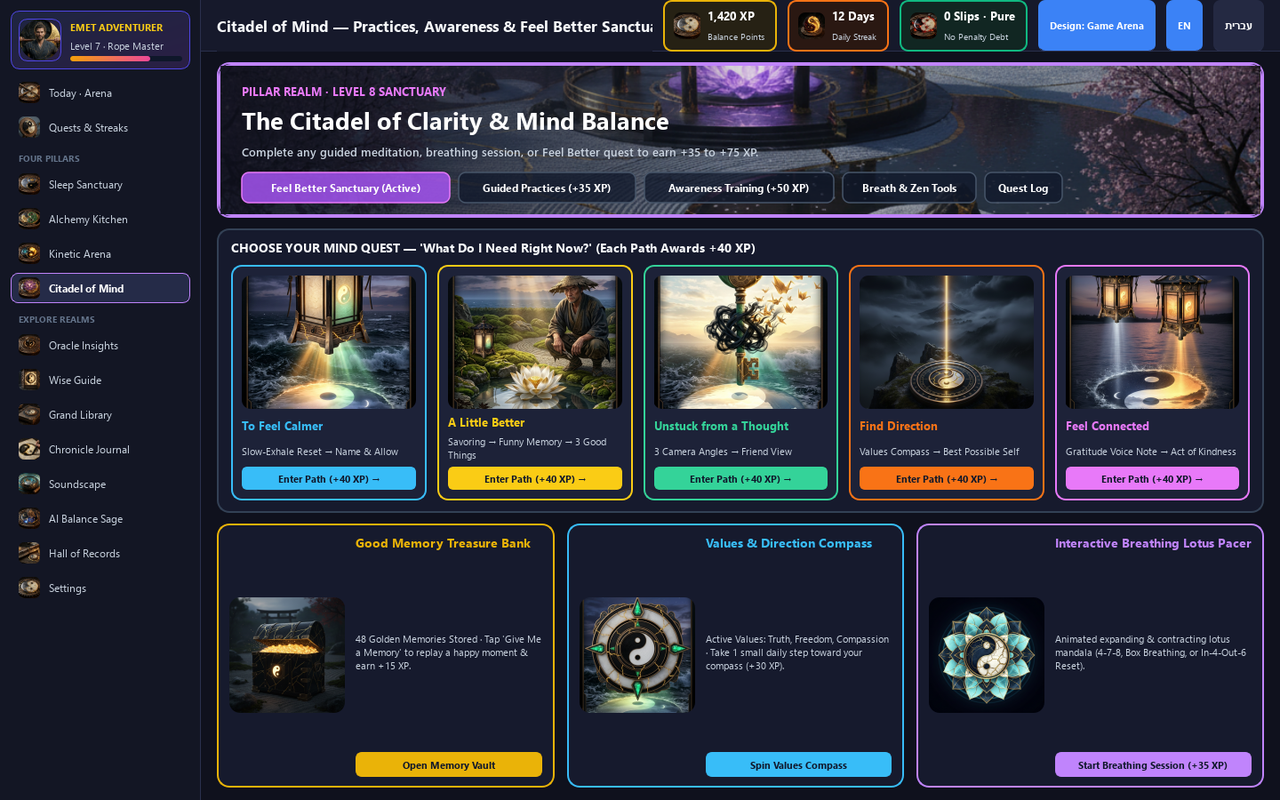 EMET ADVENTURER
Level 7 · Rope Master
Today · Arena
Quests & Streaks
FOUR PILLARS
Sleep Sanctuary
Alchemy Kitchen
Kinetic Arena
Citadel of Mind
EXPLORE REALMS
Oracle Insights
Wise Guide
Grand Library
Chronicle Journal
Soundscape
AI Balance Sage
Hall of Records
Settings
Citadel of Mind — Practices, Awareness & Feel Better Sanctu
1,420 XP
Balance Points
12 Days
Daily Streak
0 Slips · Pure
No Penalty Debt
Design: Game Arena
EN
עברית
PILLAR REALM · LEVEL 8 SANCTUARY
The Citadel of Clarity & Mind Balance
Complete any guided meditation, breathing session, or Feel Better quest to earn +35 to +75 XP.
Feel Better Sanctuary (Active)
Guided Practices (+35 XP)
Awareness Training (+50 XP)
Breath & Zen Tools
Quest Log
CHOOSE YOUR MIND QUEST — 'What Do I Need Right Now?' (Each Path Awards +40 XP)
To Feel Calmer
Slow-Exhale Reset → Name & Allow
Enter Path (+40 XP) →
A Little Better
Savoring → Funny Memory → 3 Good
Things
Enter Path (+40 XP) →
Unstuck from a Thought
3 Camera Angles → Friend View
Enter Path (+40 XP) →
Find Direction
Values Compass → Best Possible Self
Enter Path (+40 XP) →
Feel Connected
Gratitude Voice Note → Act of Kindness
Enter Path (+40 XP) →
Good Memory Treasure Bank
48 Golden Memories Stored · Tap 'Give Me
a Memory' to replay a happy moment &
earn +15 XP.
Open Memory Vault
Values & Direction Compass
Active Values: Truth, Freedom, Compassion
· Take 1 small daily step toward your
compass (+30 XP).
Spin Values Compass
Interactive Breathing Lotus Pacer
Animated expanding & contracting lotus
mandala (4-7-8, Box Breathing, or In-4-Out-6
Reset).
Start Breathing Session (+35 XP)